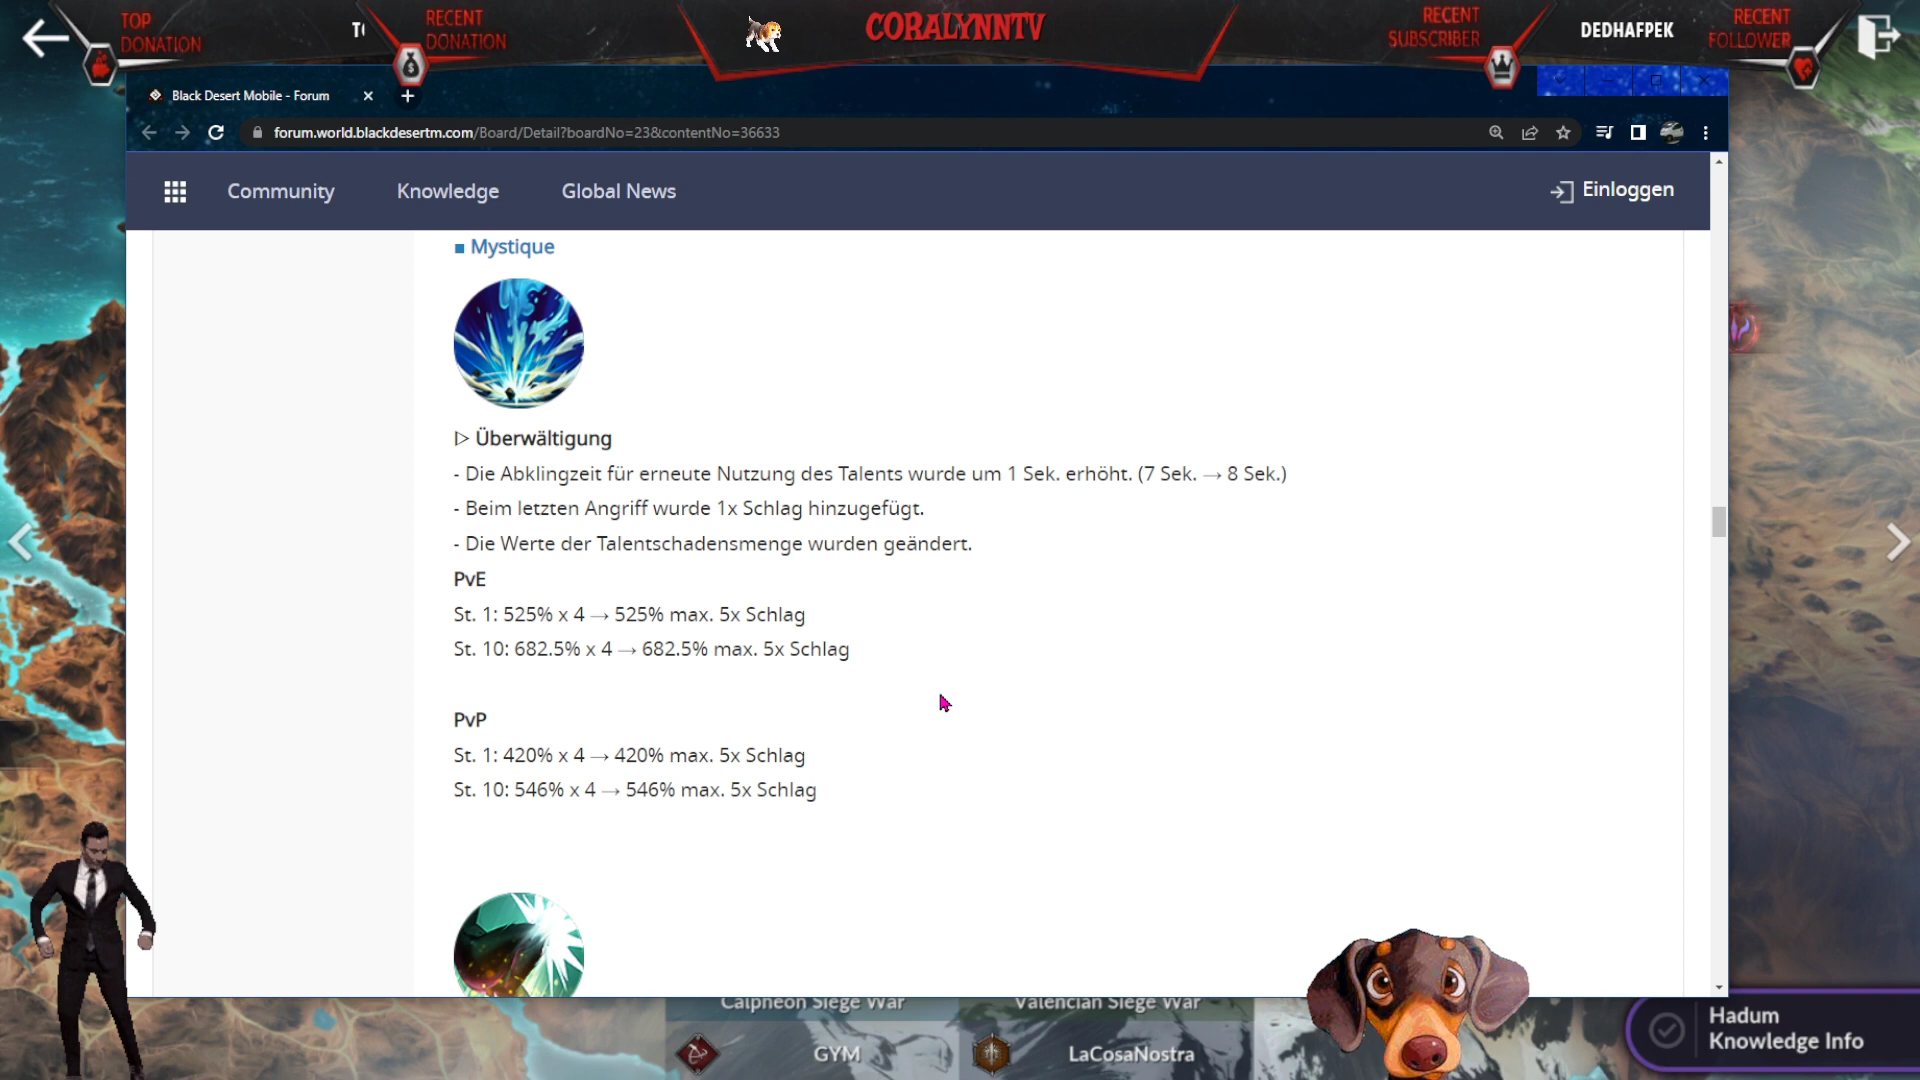 TOP
DONATION
RECENT
DONATION
CORALYNNTV
RECENT
SUBSCRIBER
DEDHAFPEK
RECENT
FOLLOWER
Black Desert Mobile - Forum
forum.world.blackdesertm.com/Board/Detail?boardNo=23&contentNo=36633
Community
Knowledge
Global News
Einloggen
■ Mystique
▷ Überwältigung
- Die Abklingzeit für erneute Nutzung des Talents wurde um 1 Sek. erhöht. (7 Sek. → 8 Sek.)
- Beim letzten Angriff wurde 1x Schlag hinzugefügt.
- Die Werte der Talentschadensmenge wurden geändert.
PvE
St. 1: 525% x 4 → 525% max. 5x Schlag
St. 10: 682.5% x 4 → 682.5% max. 5x Schlag
PvP
St. 1: 420% x 4 → 420% max. 5x Schlag
St. 10: 546% x 4 → 546% max. 5x Schlag
Calpheon Siege War
Valencian Siege War
GYM
LaCosaNostra
Hadum
Knowledge Info